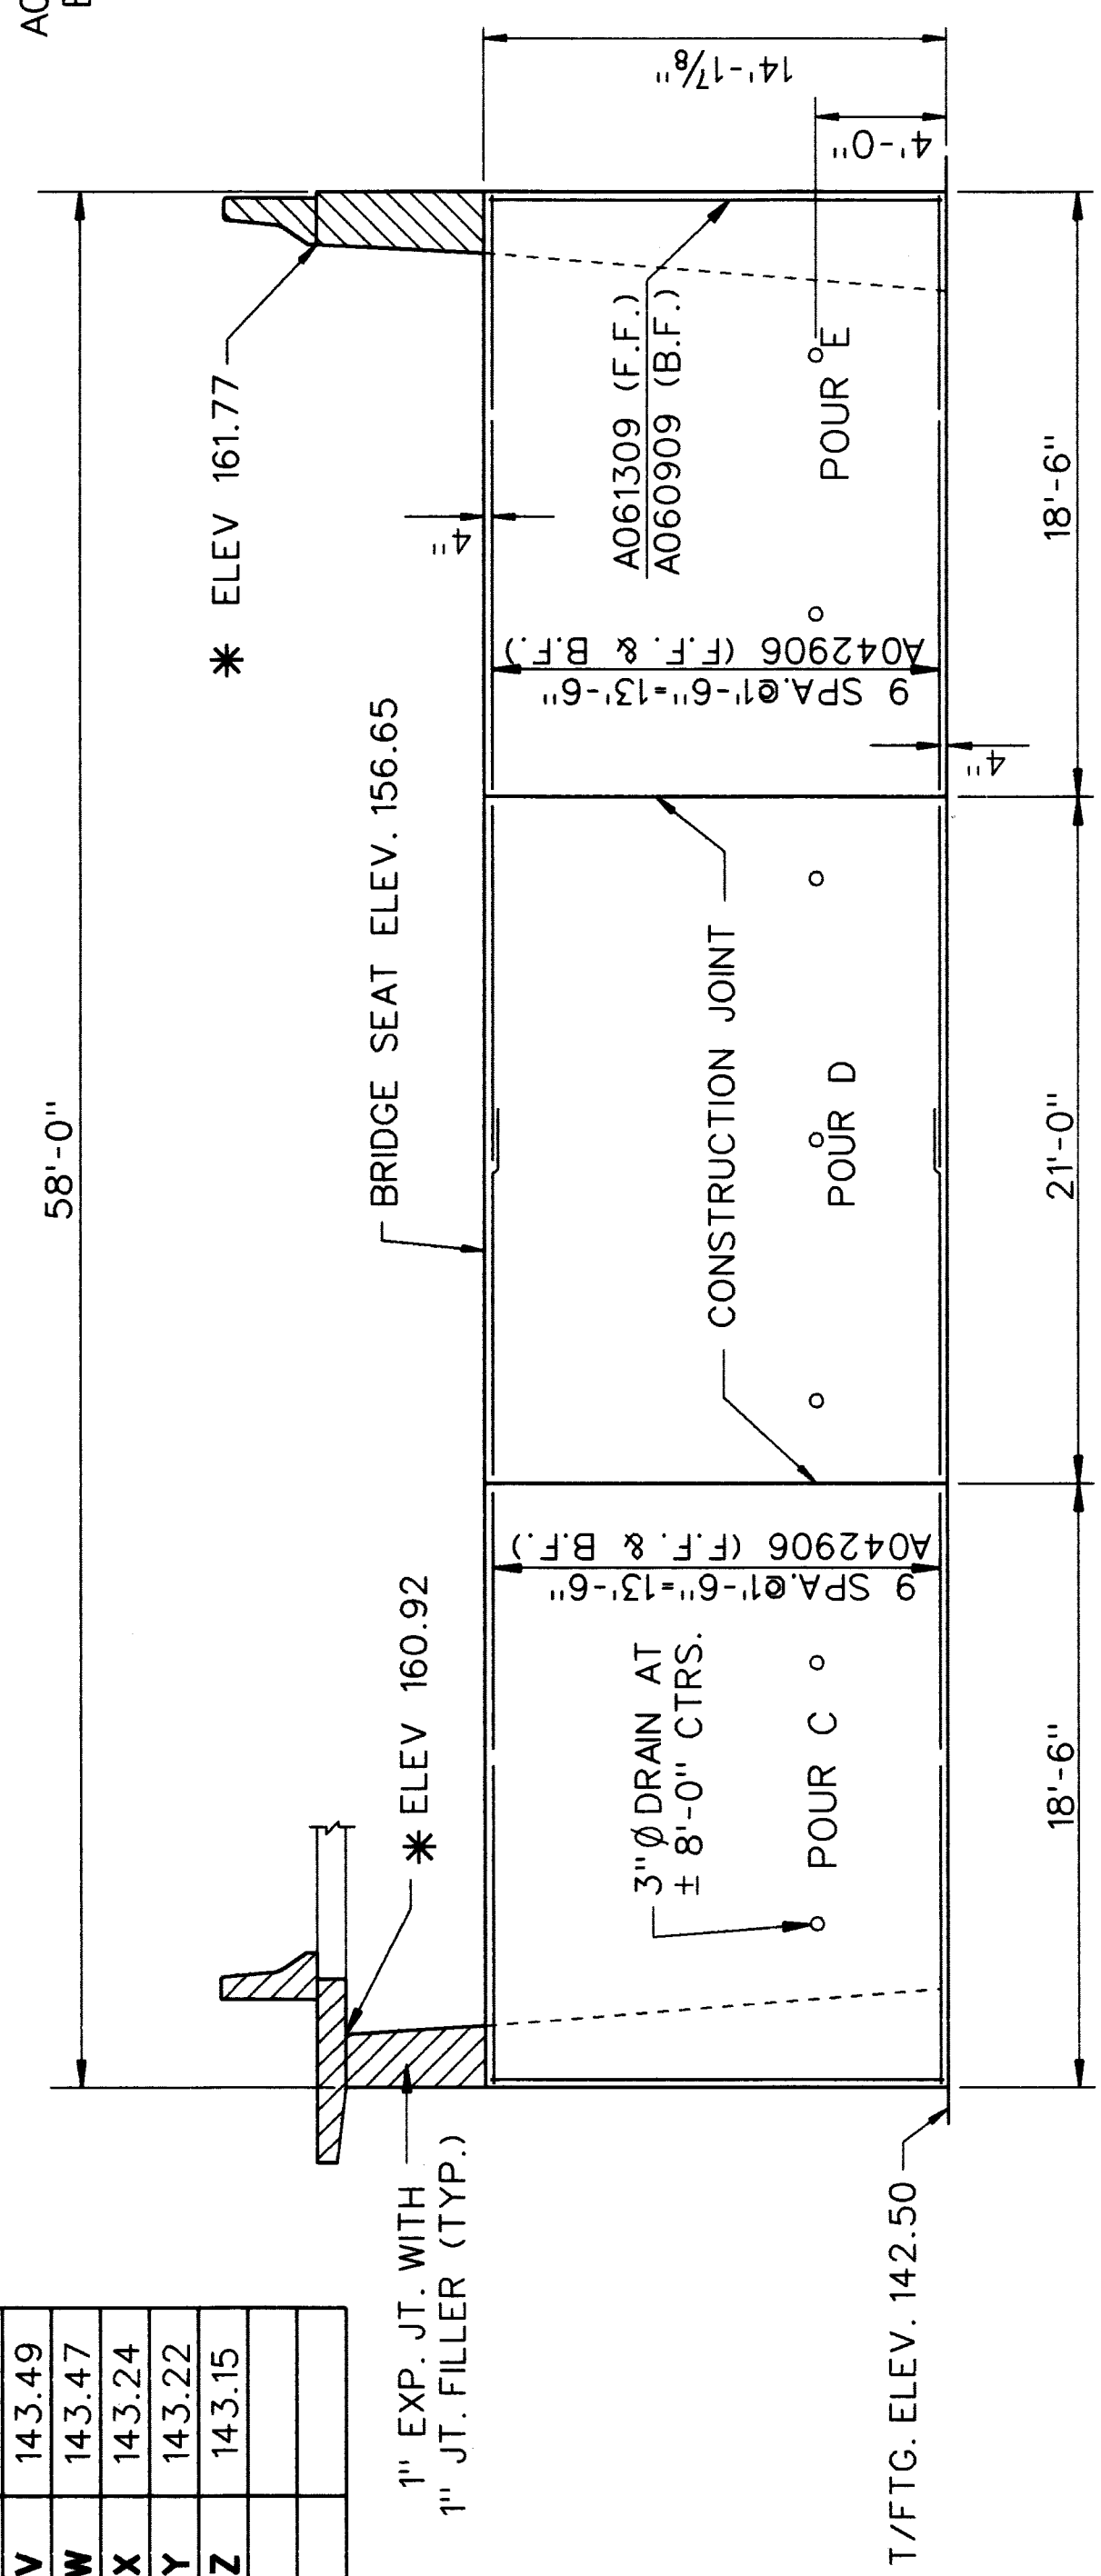 V 143.49
W 143.47
X 143.24
Y 143.22
Z 143.15
58'-0"
✱ ELEV 161.77
✱ ELEV 160.92
BRIDGE SEAT ELEV. 156.65
1" EXP. JT. WITH
1" JT. FILLER (TYP.)
4"
14'-1⅞"
4'-0"
3"Ø DRAIN AT
± 8'-0" CTRS.
9 SPA.@1'-6"=13'-6"
A042906 (F.F. & B.F.)
CONSTRUCTION JOINT
9 SPA.@1'-6"=13'-6"
A042906 (F.F. & B.F.)
A061309 (F.F.)
A060909 (B.F.)
POUR C
POUR D
POUR E
4"
T/FTG. ELEV. 142.50
18'-6"
21'-0"
18'-6"